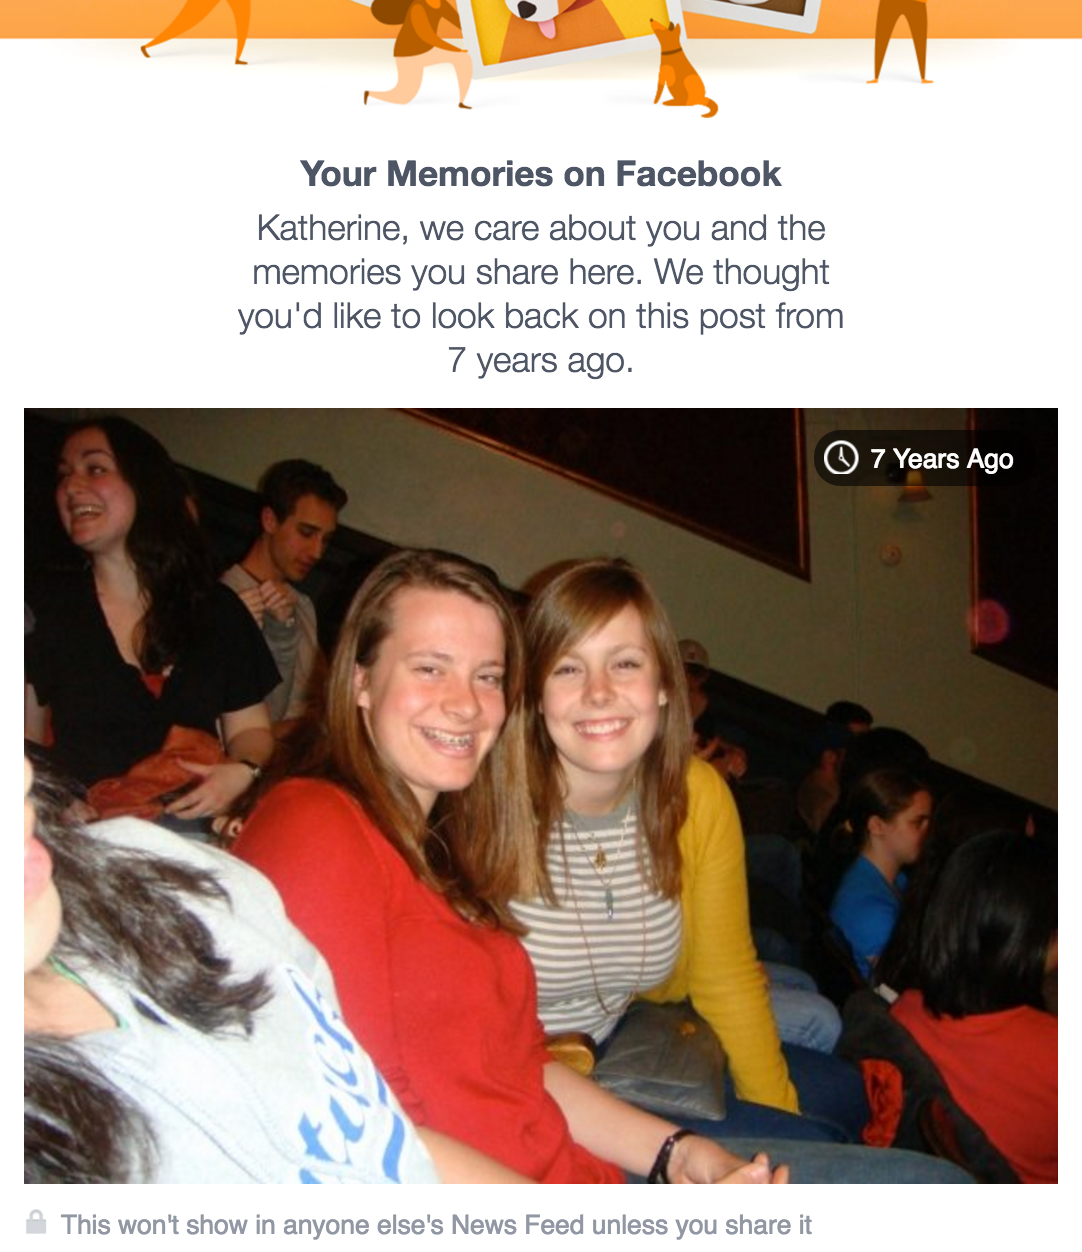 Your Memories on Facebook
Katherine, we care about you and the
memories you share here. We thought
you'd like to look back on this post from
7 years ago.
7 Years Ago
This won't show in anyone else's News Feed unless you share it